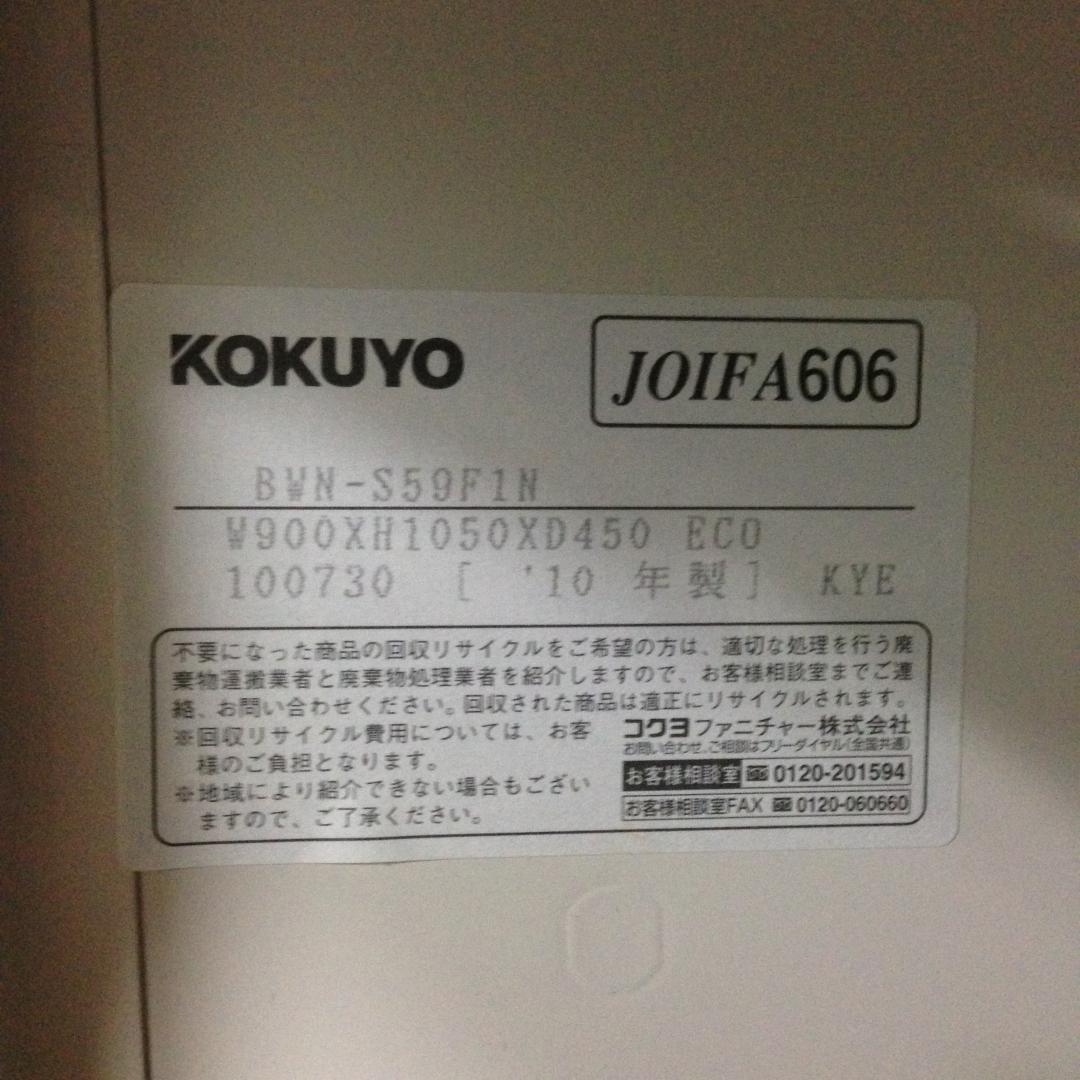 KOKUYO
JOIFA606
BWN-S59F1N
W900XH1050XD450 ECO
100730 [ '10 年製] KYE
不要になった商品の回収リサイクルをご希望の方は、適切な処理を行う廃
棄物運搬業者と廃棄物処理業者を紹介しますので、お客様相談室までご連
絡、お問い合わせください。回収された商品は適正にリサイクルされます。
※回収リサイクル費用については、お客
様のご負担となります。
※地域により紹介できない場合もござい
ますので、ご了承ください。
コクヨファニチャー株式会社
お問い合わせ、ご相談はフリーダイヤル(全国共通)
お客様相談室 0120-201594
お客様相談室FAX 0120-060660